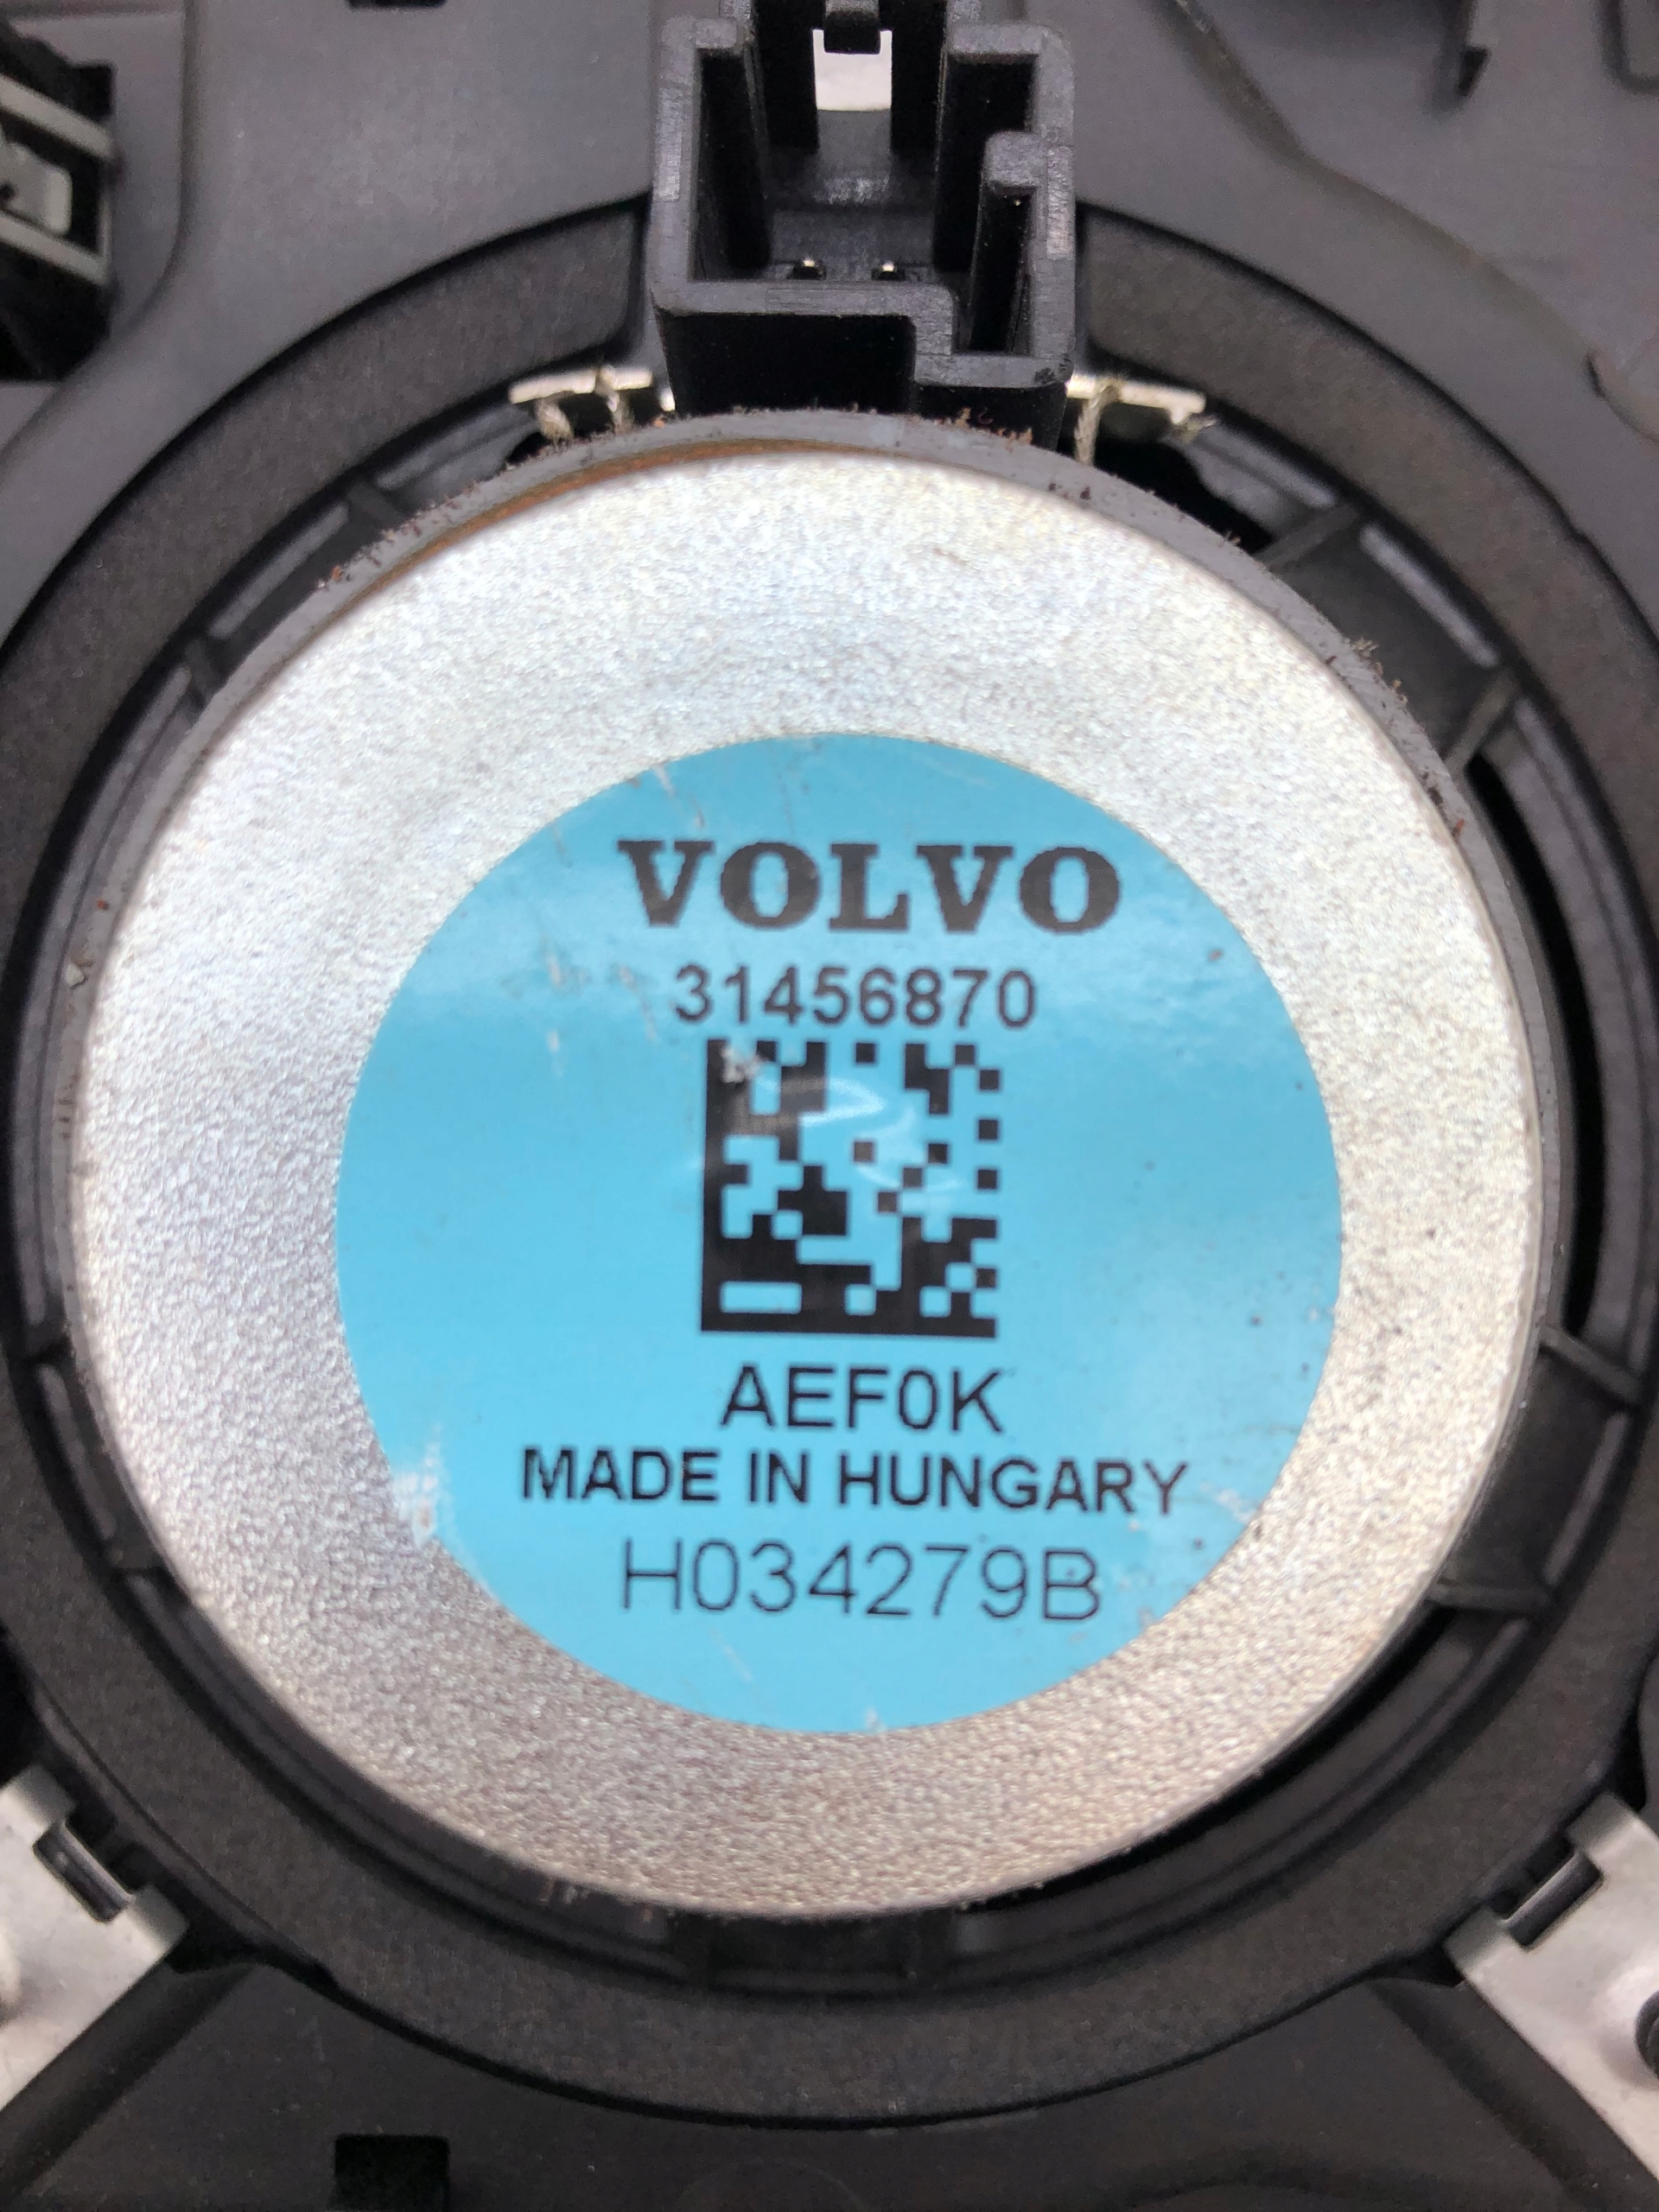 VOLVO
31456870
AEF0K
MADE IN HUNGARY
H034279B